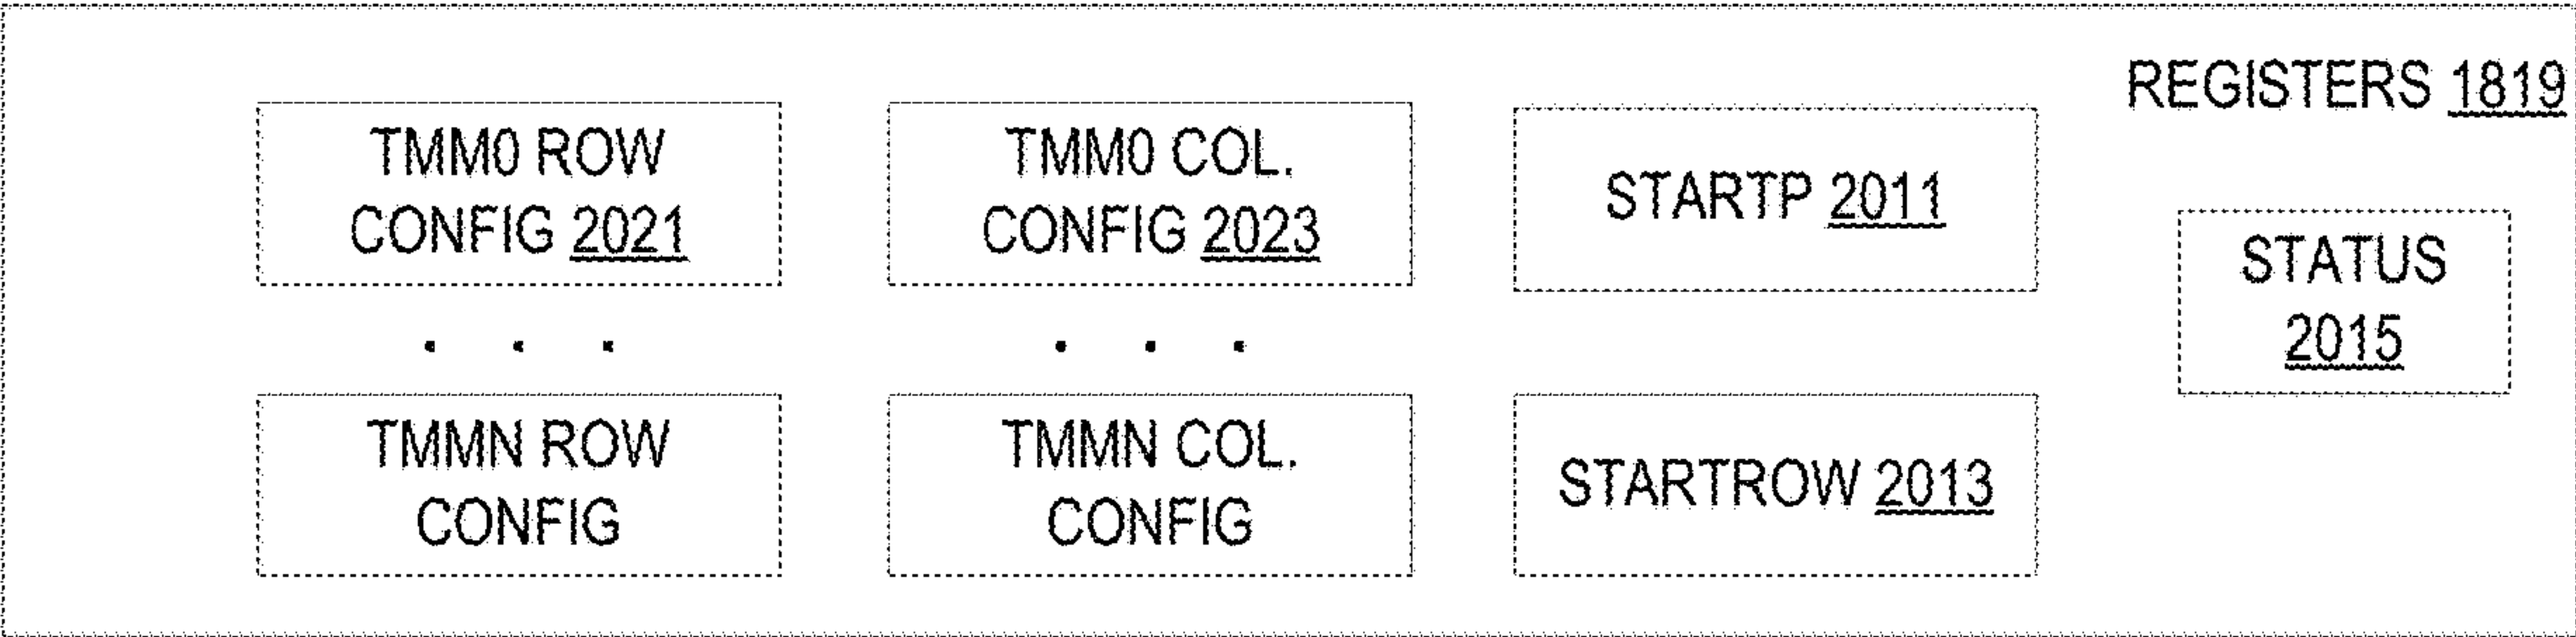 REGISTERS 1819
TMM0 ROW
CONFIG 2021
TMM0 COL.
CONFIG 2023
STARTP 2011
STATUS
2015
. . .
. . .
TMMN ROW
CONFIG
TMMN COL.
CONFIG
STARTROW 2013